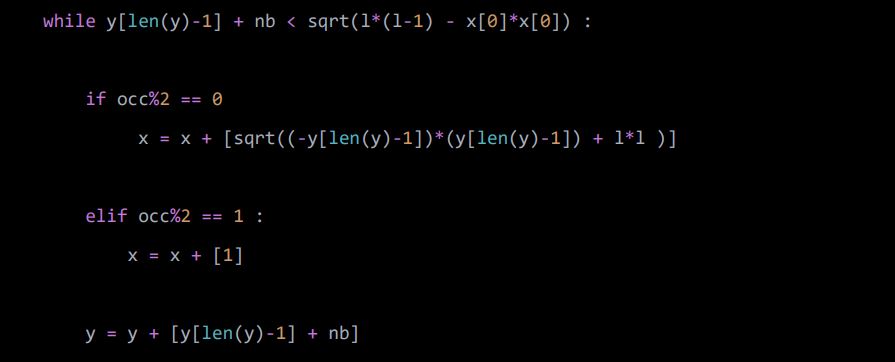 while y[len(y)-1] + nb < sqrt(l*(l-1) - x[0]*x[0]) :
if occ%2 == 0
x = x + [sqrt((-y[len(y)-1])*(y[len(y)-1]) + l*l )]
elif occ%2 == 1 :
x = x + [1]
y = y + [y[len(y)-1] + nb]